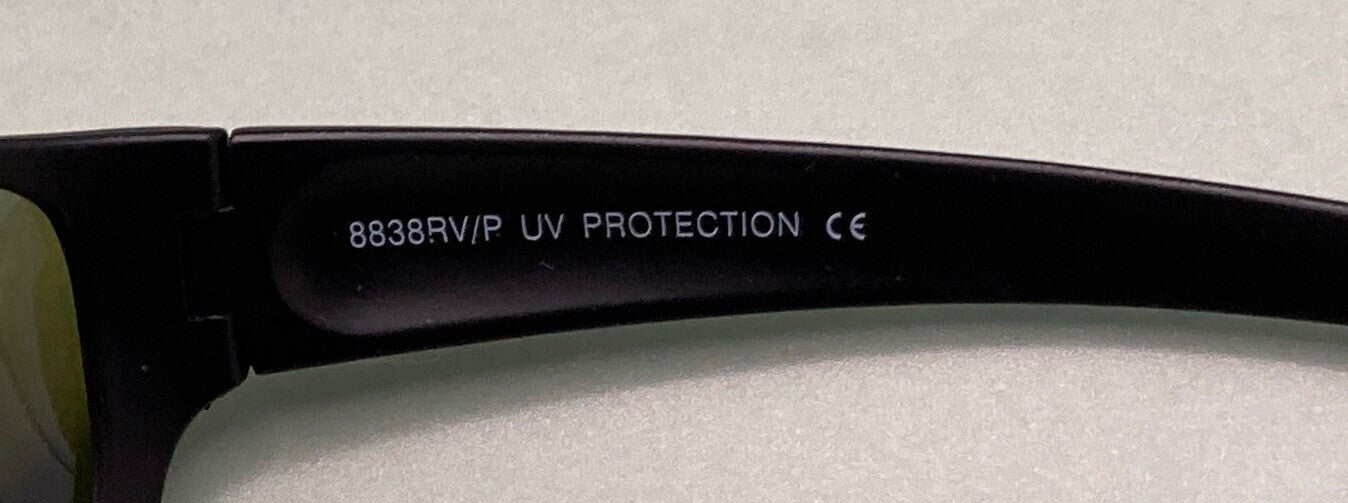 8838RV/P UV PROTECTION CE